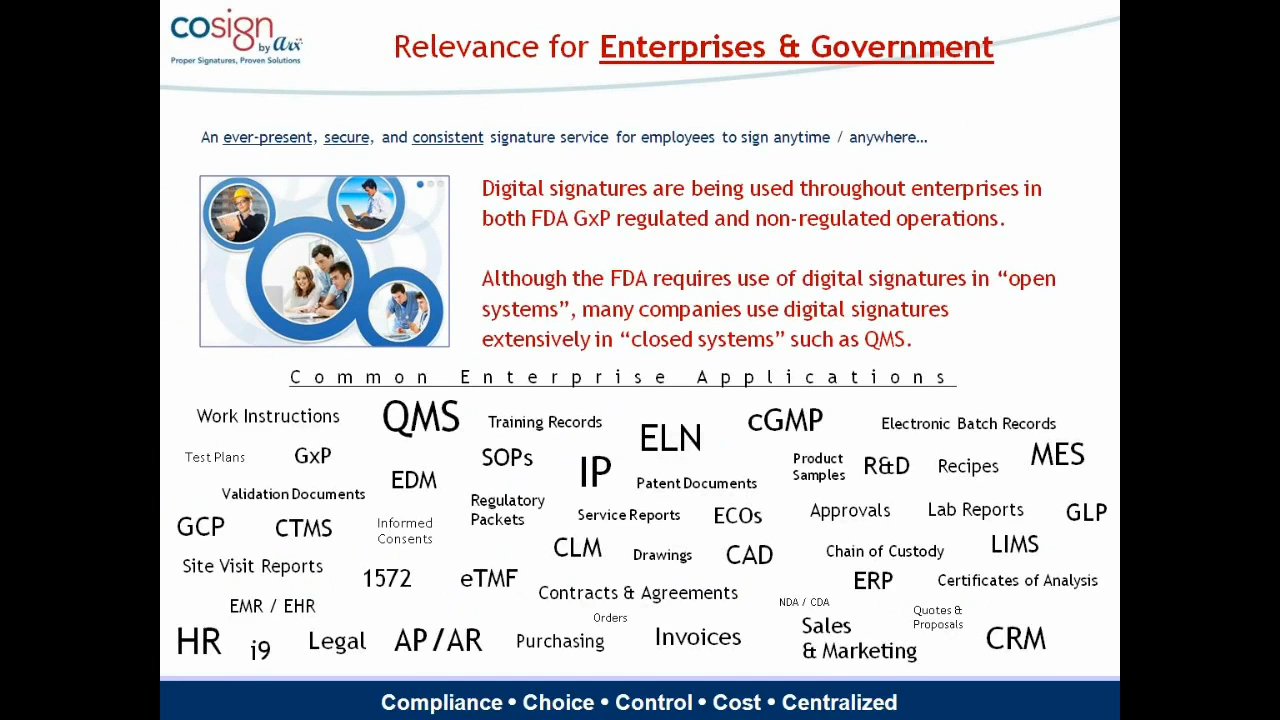 cosign
by arx
Proper Signatures, Proven Solutions
Relevance for Enterprises & Government
An ever-present, secure, and consistent signature service for employees to sign anytime / anywhere…
Digital signatures are being used throughout enterprises in
both FDA GxP regulated and non-regulated operations.
Although the FDA requires use of digital signatures in “open
systems”, many companies use digital signatures
extensively in “closed systems” such as QMS.
Common Enterprise Applications
Work Instructions QMS Training Records ELN cGMP Electronic Batch Records
Test Plans GxP EDM SOPs IP Patent Documents Product
Samples R&D Recipes MES
Validation Documents Regulatory
Packets Service Reports ECOs Approvals Lab Reports GLP
GCP CTMS Informed
Consents CLM Drawings CAD Chain of Custody LIMS
Site Visit Reports 1572 eTMF Contracts & Agreements ERP Certificates of Analysis
EMR / EHR Orders NDA / CDA Quotes &
Proposals
HR i9 Legal AP/AR Purchasing Invoices Sales
& Marketing CRM
Compliance • Choice • Control • Cost • Centralized